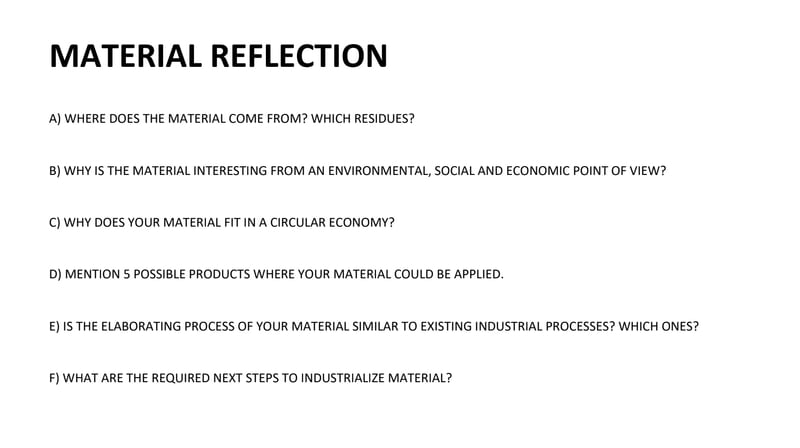 MATERIAL REFLECTION
A) WHERE DOES THE MATERIAL COME FROM? WHICH RESIDUES?
B) WHY IS THE MATERIAL INTERESTING FROM AN ENVIRONMENTAL, SOCIAL AND ECONOMIC POINT OF VIEW?
C) WHY DOES YOUR MATERIAL FIT IN A CIRCULAR ECONOMY?
D) MENTION 5 POSSIBLE PRODUCTS WHERE YOUR MATERIAL COULD BE APPLIED.
E) IS THE ELABORATING PROCESS OF YOUR MATERIAL SIMILAR TO EXISTING INDUSTRIAL PROCESSES? WHICH ONES?
F) WHAT ARE THE REQUIRED NEXT STEPS TO INDUSTRIALIZE MATERIAL?